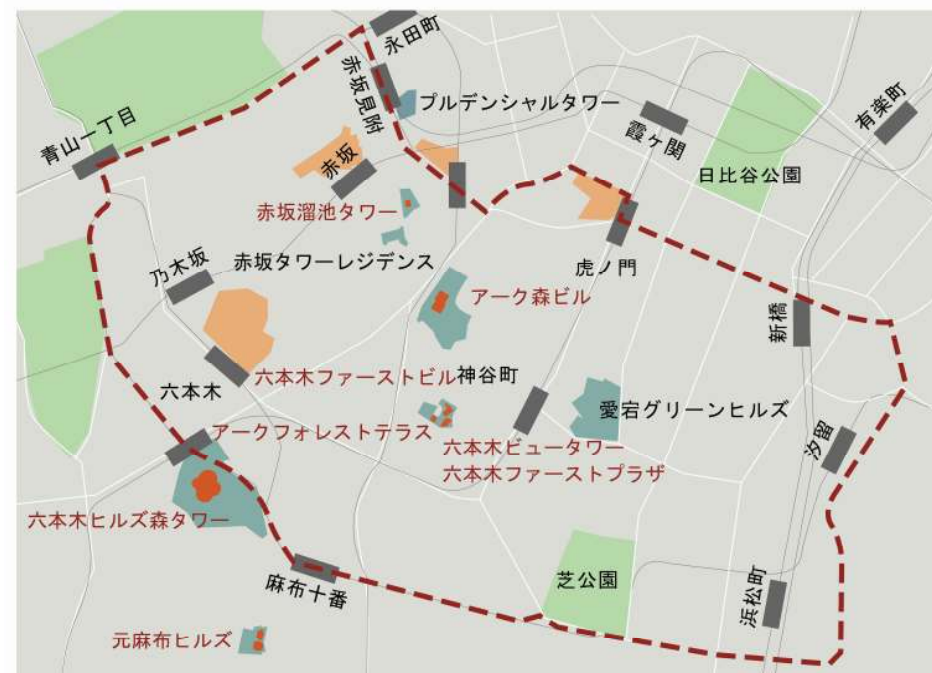 永田町
赤坂見附
プルデンシャルタワー
有楽町
霞ヶ関
青山一丁目
赤坂
日比谷公園
赤坂溜池タワー
赤坂タワーレジデンス
虎ノ門
乃木坂
アーク森ビル
新橋
六本木
六本木ファーストビル
神谷町
愛宕グリーンヒルズ
アークフォレストテラス
六本木ビュータワー
六本木ファーストプラザ
汐留
六本木ヒルズ森タワー
麻布十番
芝公園
浜松町
元麻布ヒルズ